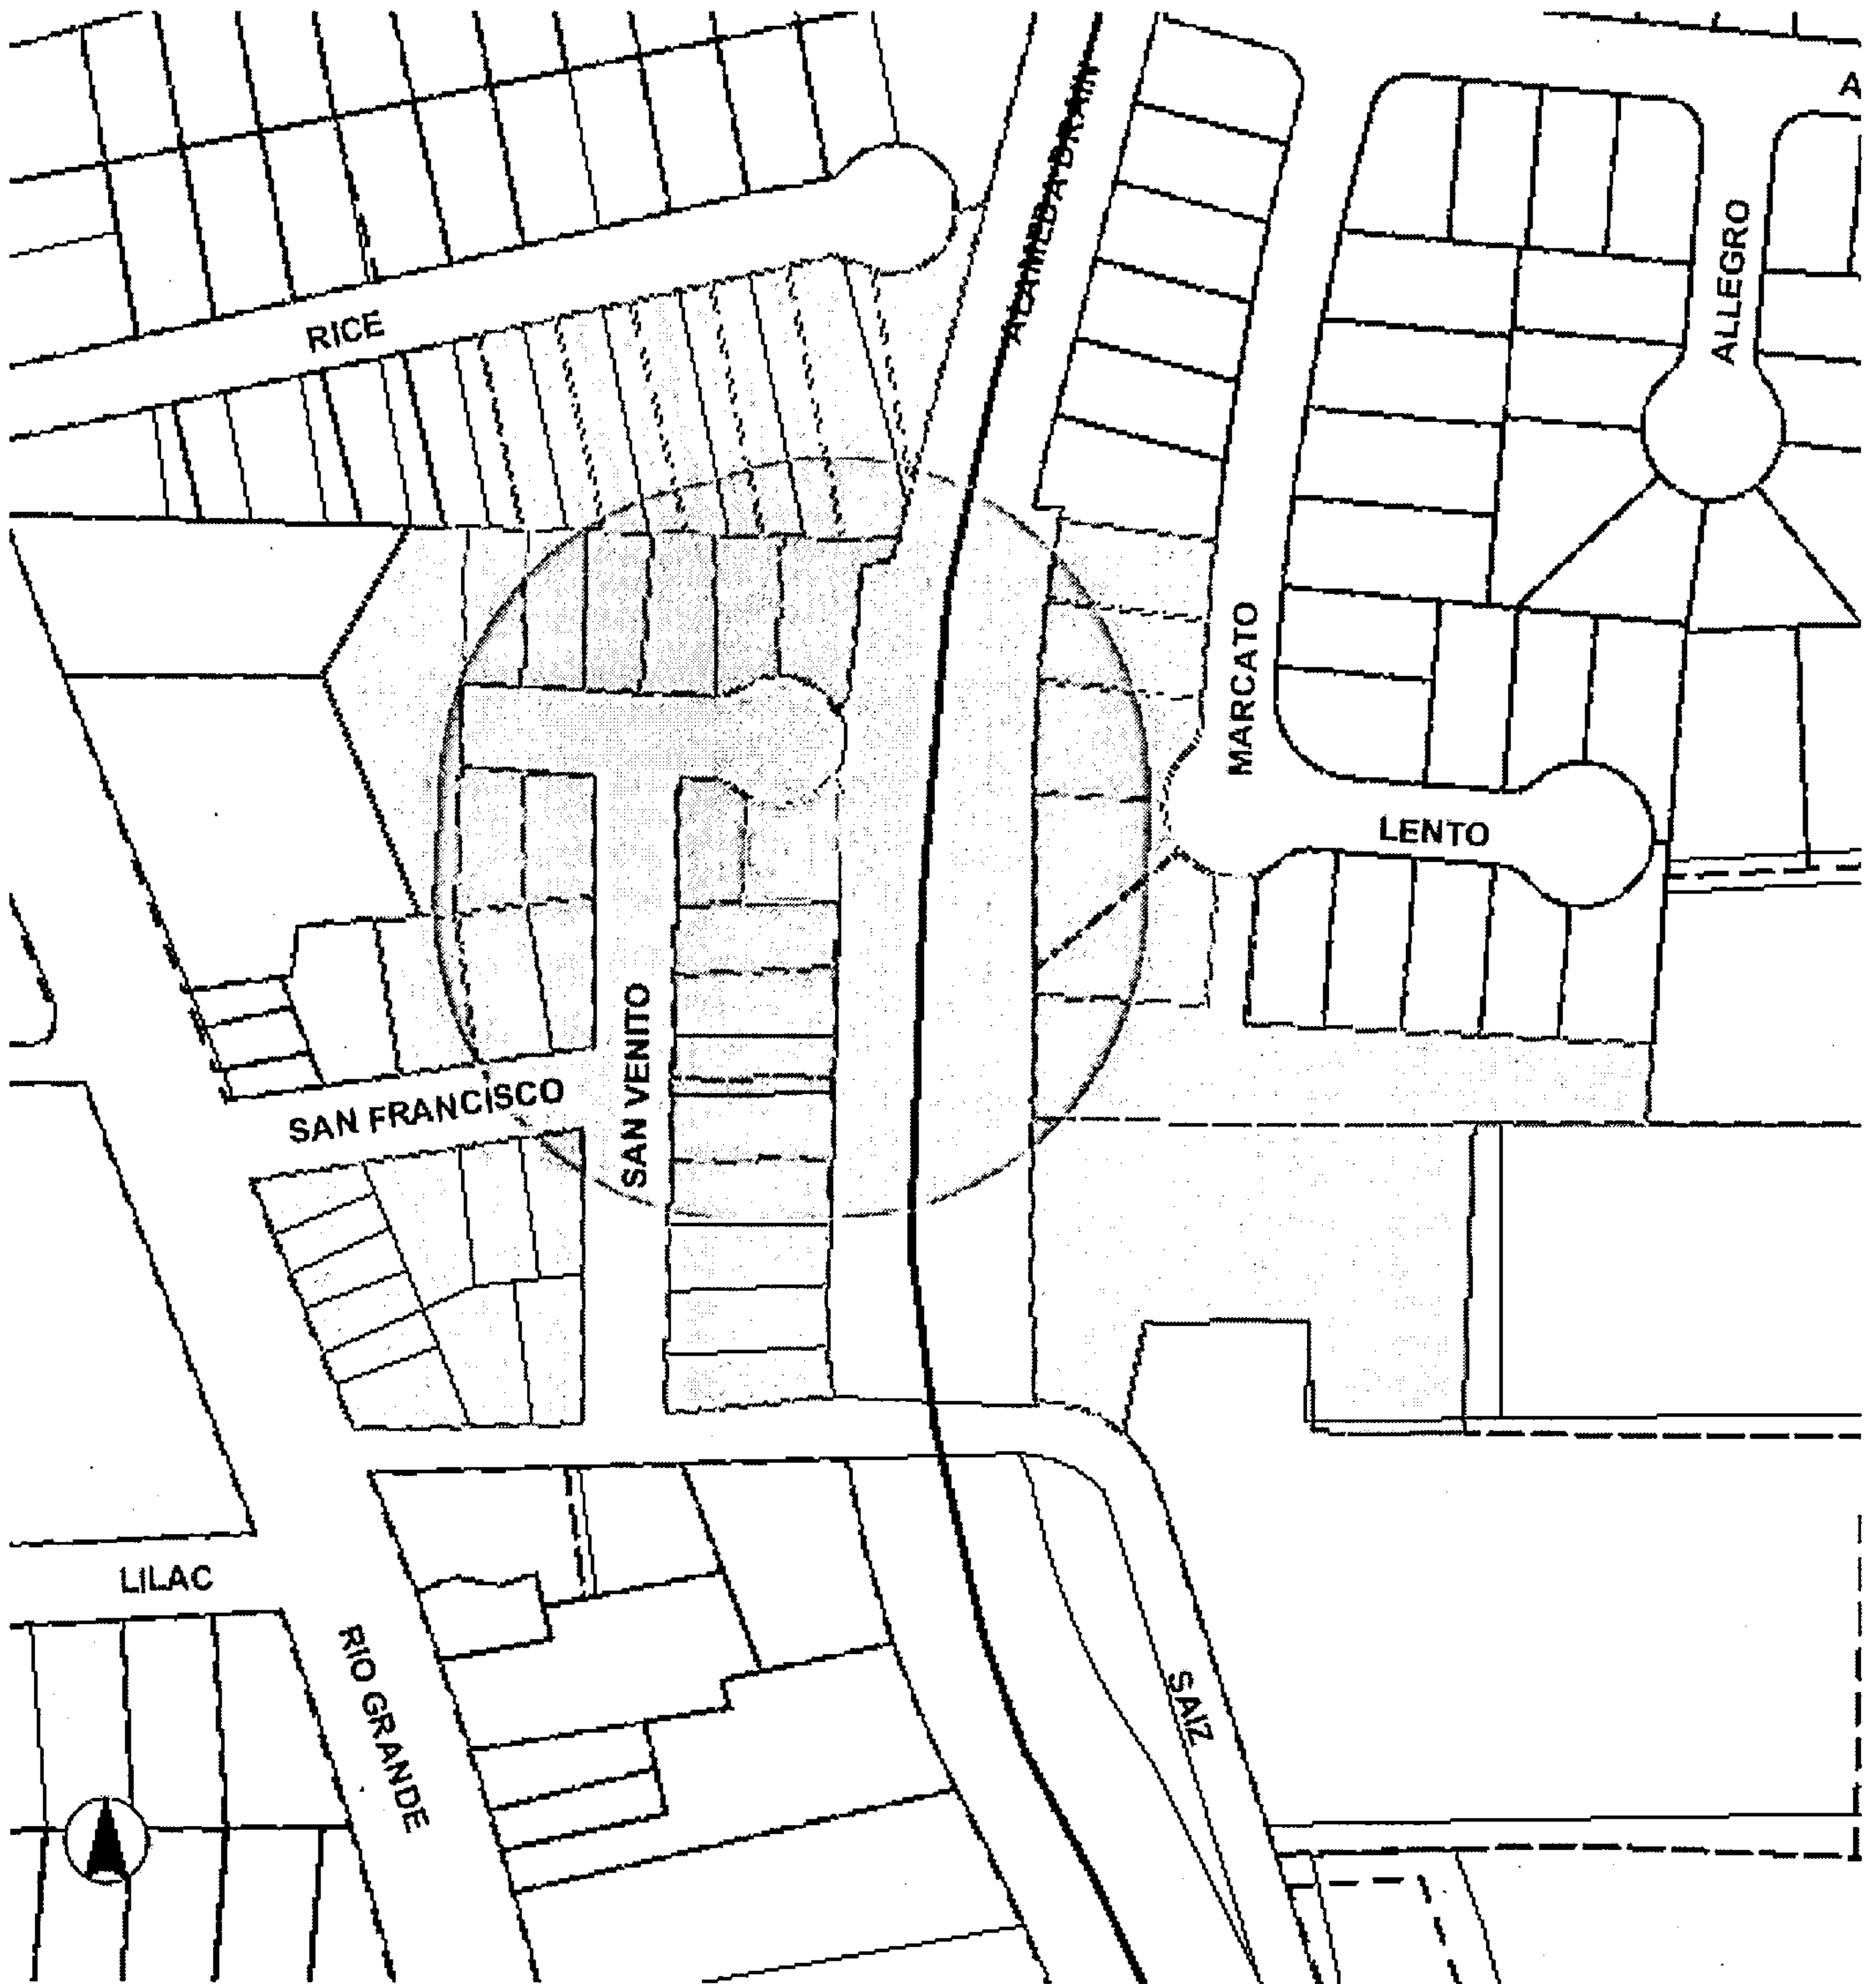 A
ALAMEDA DRAIN
ALLEGRO
RICE
MARCATO
LENTO
SAN VENITO
SAN FRANCISCO
LILAC
RIO GRANDE
SAIZ